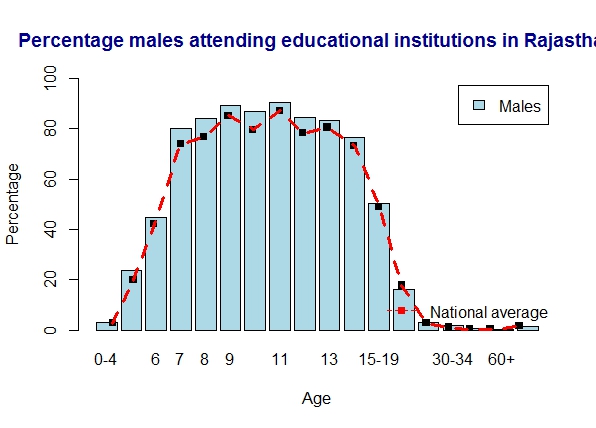 Percentage males attending educational institutions in Rajastha
100
80
60
40
20
0
Percentage
Males
National average
0-4 6 7 8 9 11 13 15-19 30-34 60+
Age